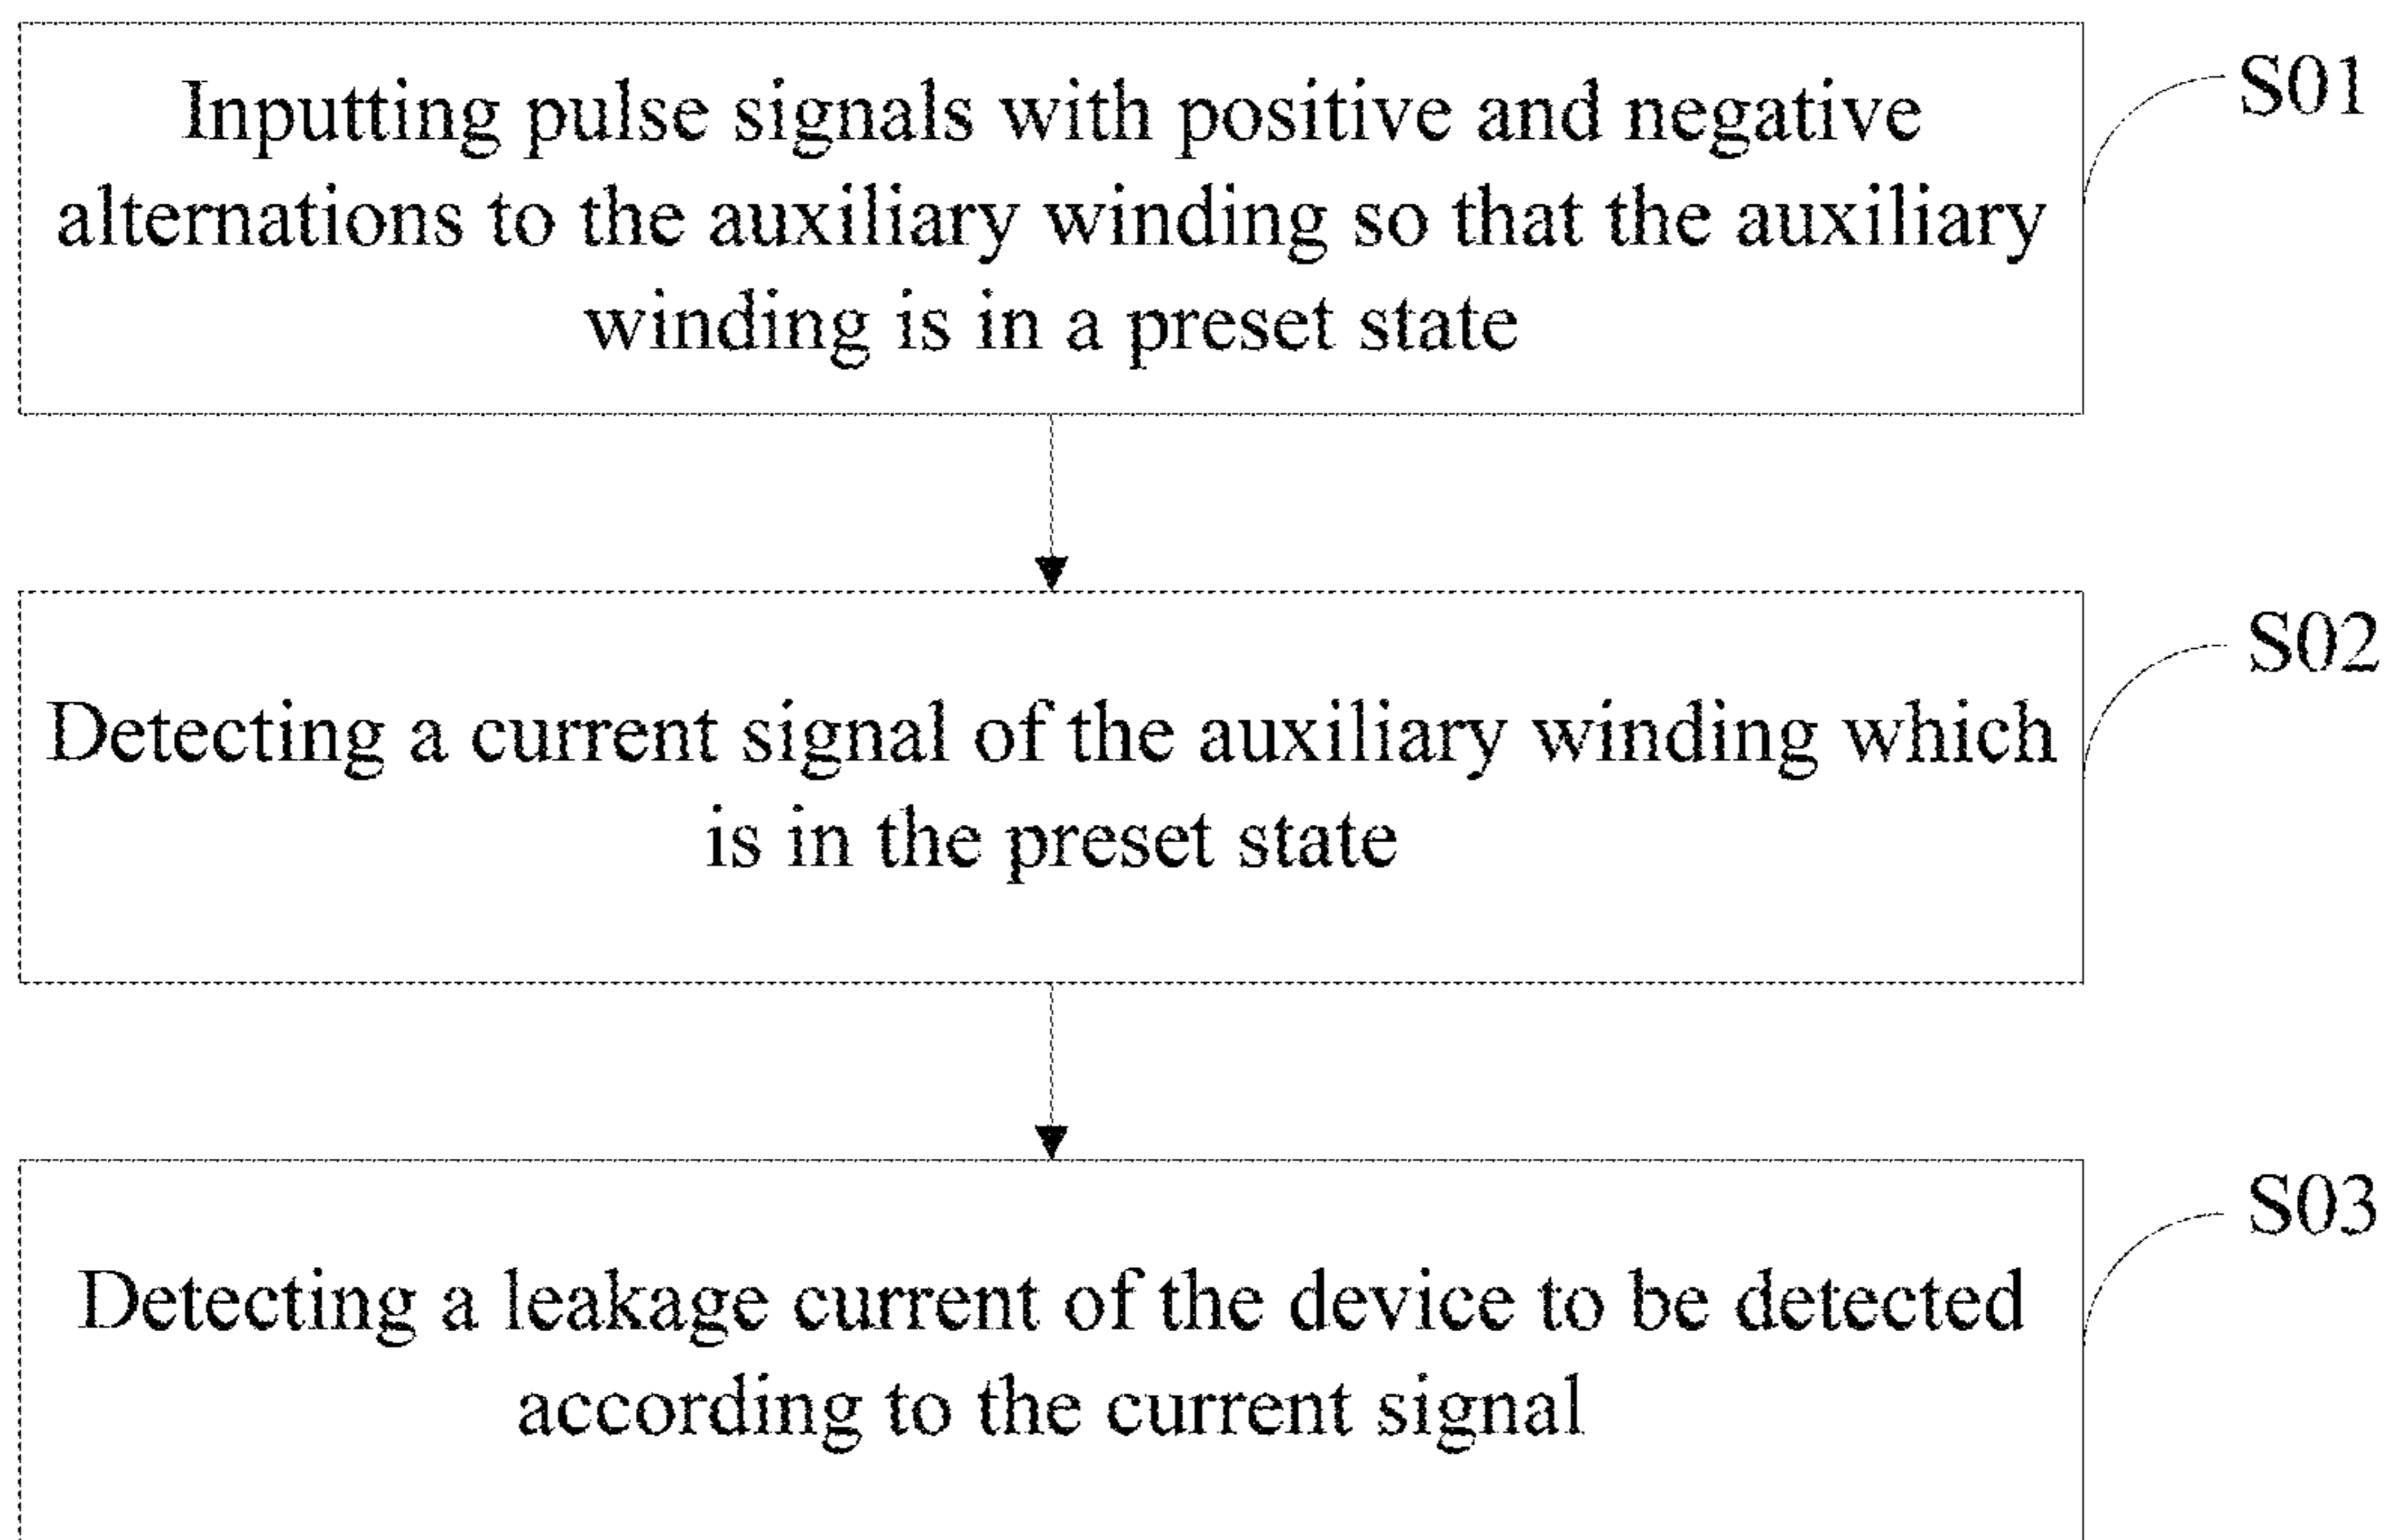 Inputting pulse signals with positive and negative
alternations to the auxiliary winding so that the auxiliary
winding is in a preset state
S01
Detecting a current signal of the auxiliary winding which
is in the preset state
S02
Detecting a leakage current of the device to be detected
according to the current signal
S03